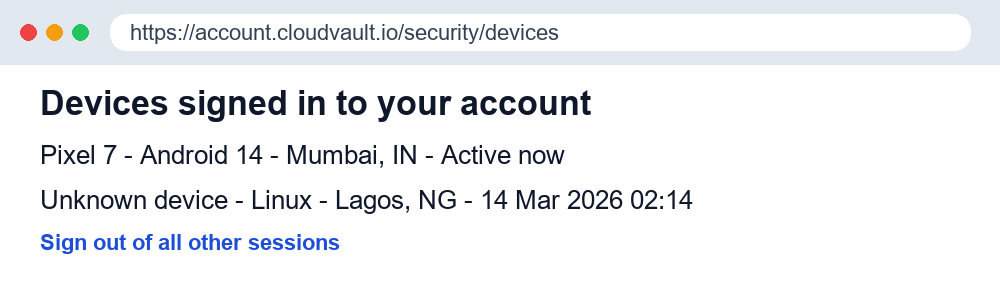 https://account.cloudvault.io/security/devices
Devices signed in to your account
Pixel 7 - Android 14 - Mumbai, IN - Active now
Unknown device - Linux - Lagos, NG - 14 Mar 2026 02:14
Sign out of all other sessions